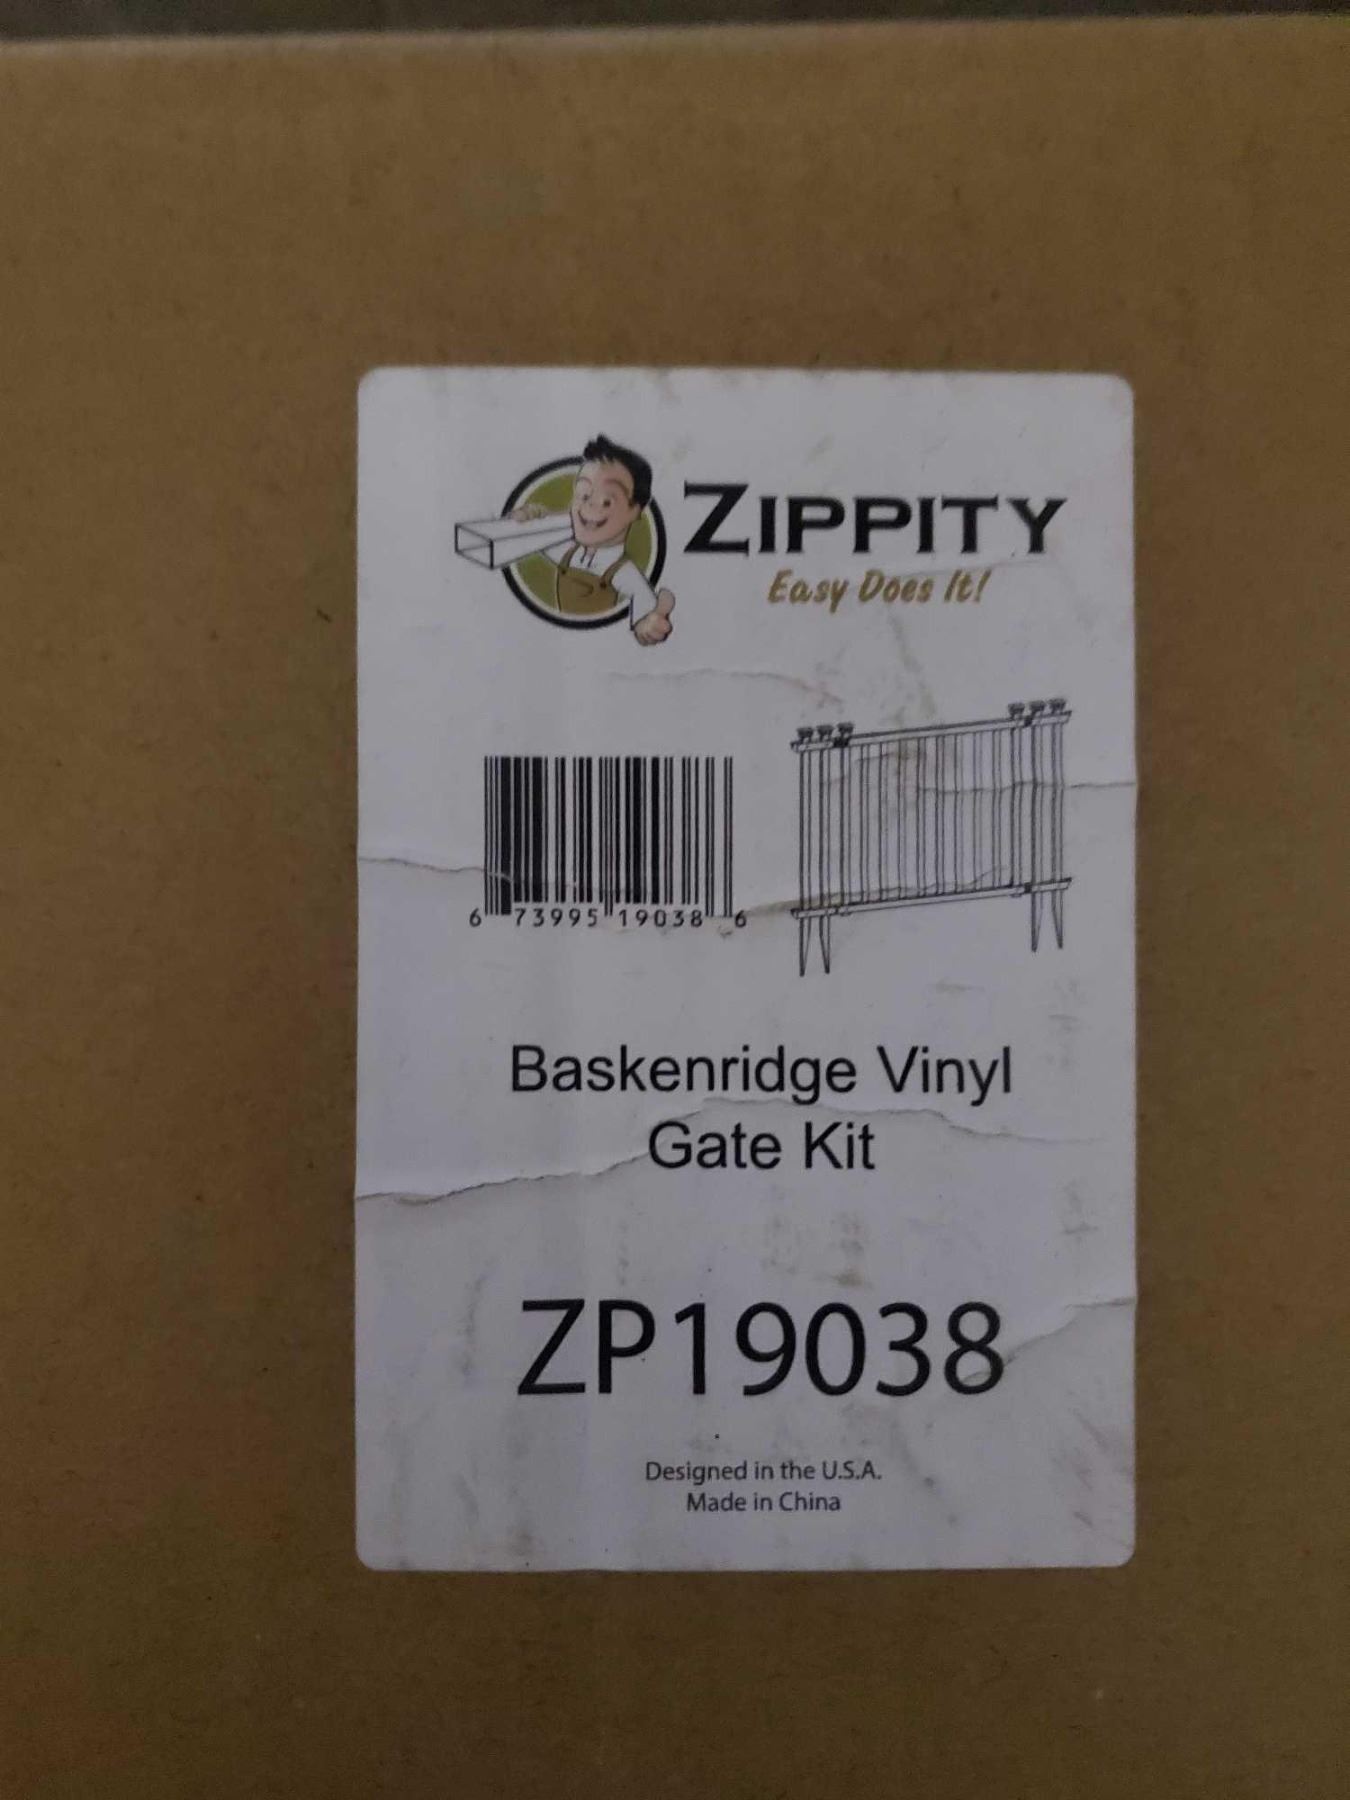 ZIPPITY
Easy Does It!
6 73995 19038 6
Baskenridge Vinyl
Gate Kit
ZP19038
Designed in the U.S.A.
Made in China